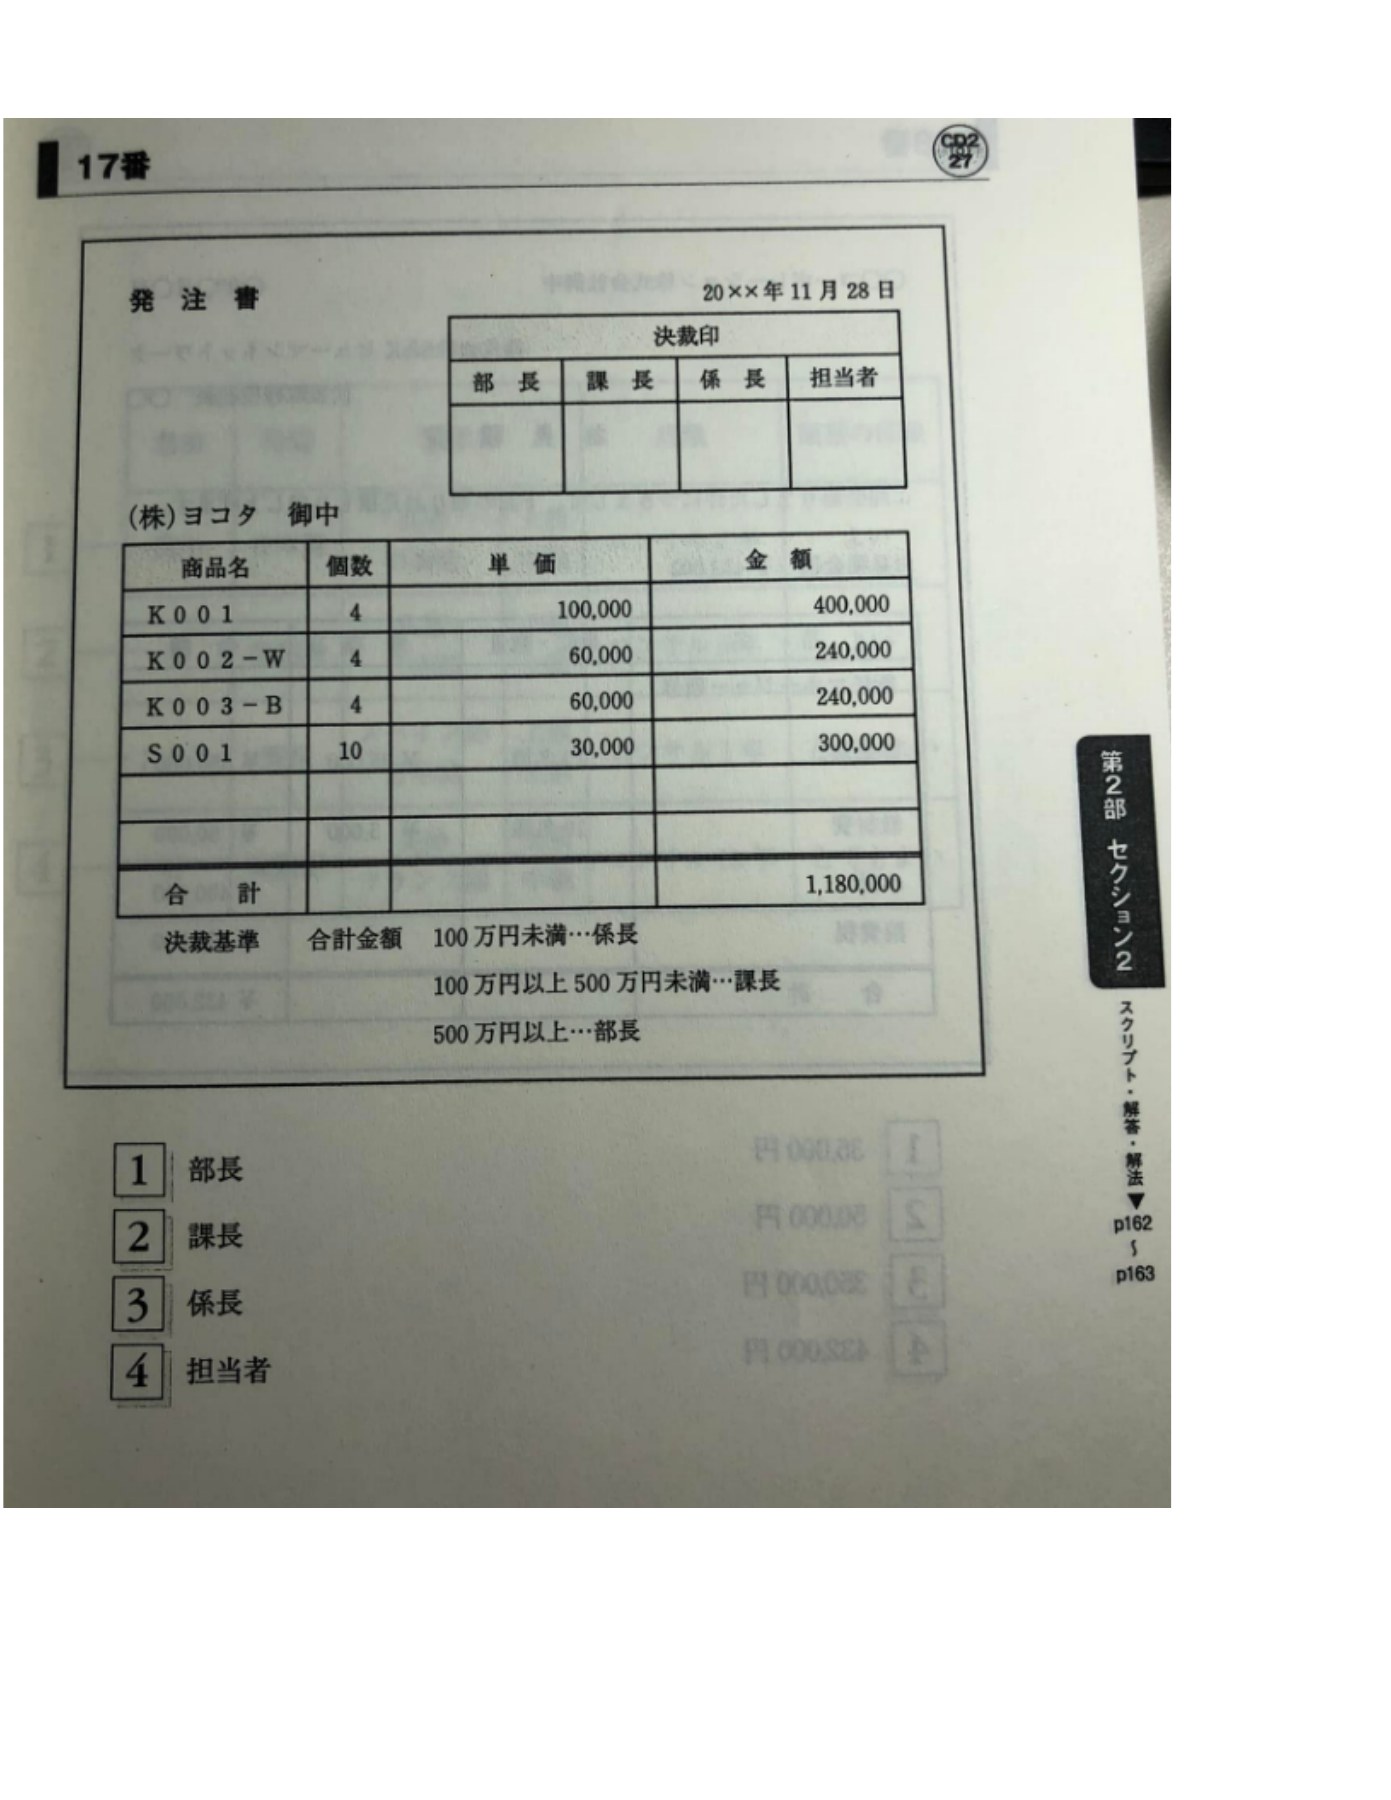 17番
CD2
27
発注書
20××年11月28日
決裁印
部長 課長 係長 担当者
(株)ヨコタ 御中
商品名 個数 単価 金額
K001 4 100,000 400,000
K002-W 4 60,000 240,000
K003-B 4 60,000 240,000
S001 10 30,000 300,000
合計 1,180,000
決裁基準 合計金額 100万円未満…係長
100万円以上500万円未満…課長
500万円以上…部長
1 部長
2 課長
3 係長
4 担当者
第2部 セクション2
スクリプト・解答・解法▼
p162
〜
p163